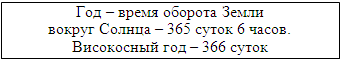 Год – время оборота Земли
вокруг Солнца – 365 суток 6 часов.
Високосный год – 366 суток